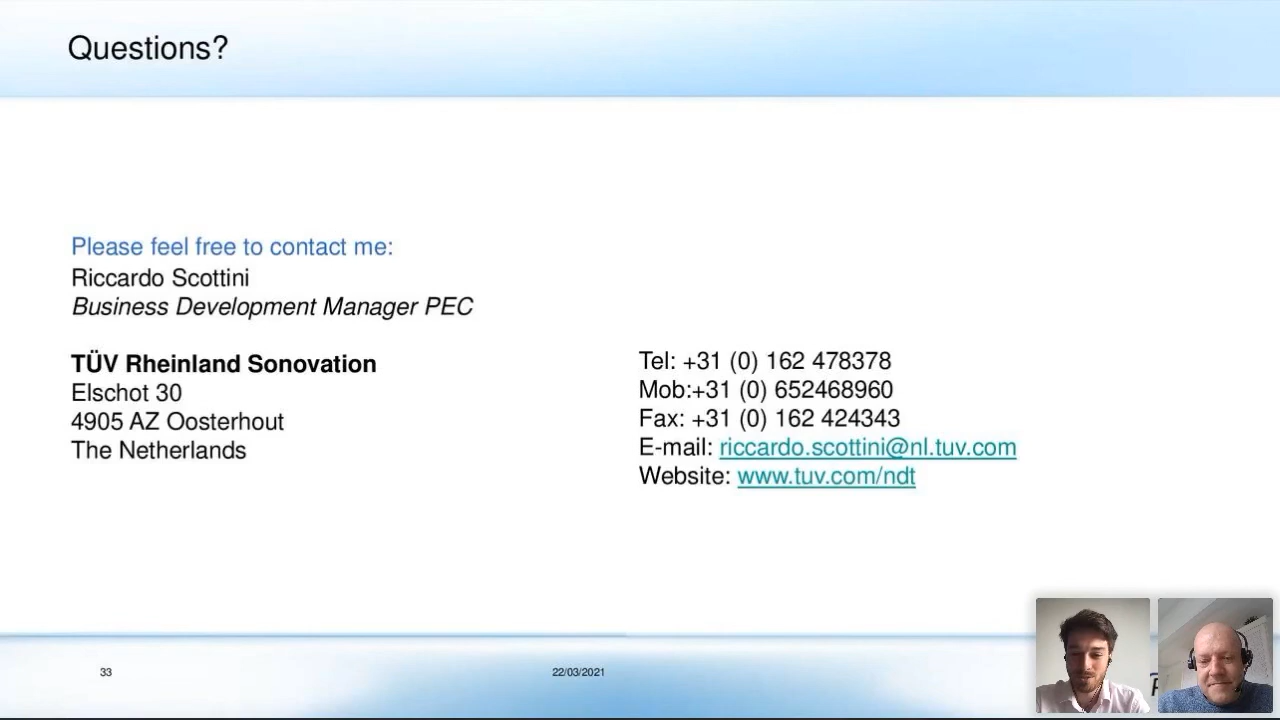 Questions?
Please feel free to contact me:
Riccardo Scottini
Business Development Manager PEC
TÜV Rheinland Sonovation
Elschot 30
4905 AZ Oosterhout
The Netherlands
Tel: +31 (0) 162 478378
Mob:+31 (0) 652468960
Fax: +31 (0) 162 424343
E-mail: riccardo.scottini@nl.tuv.com
Website: www.tuv.com/ndt
33
22/03/2021